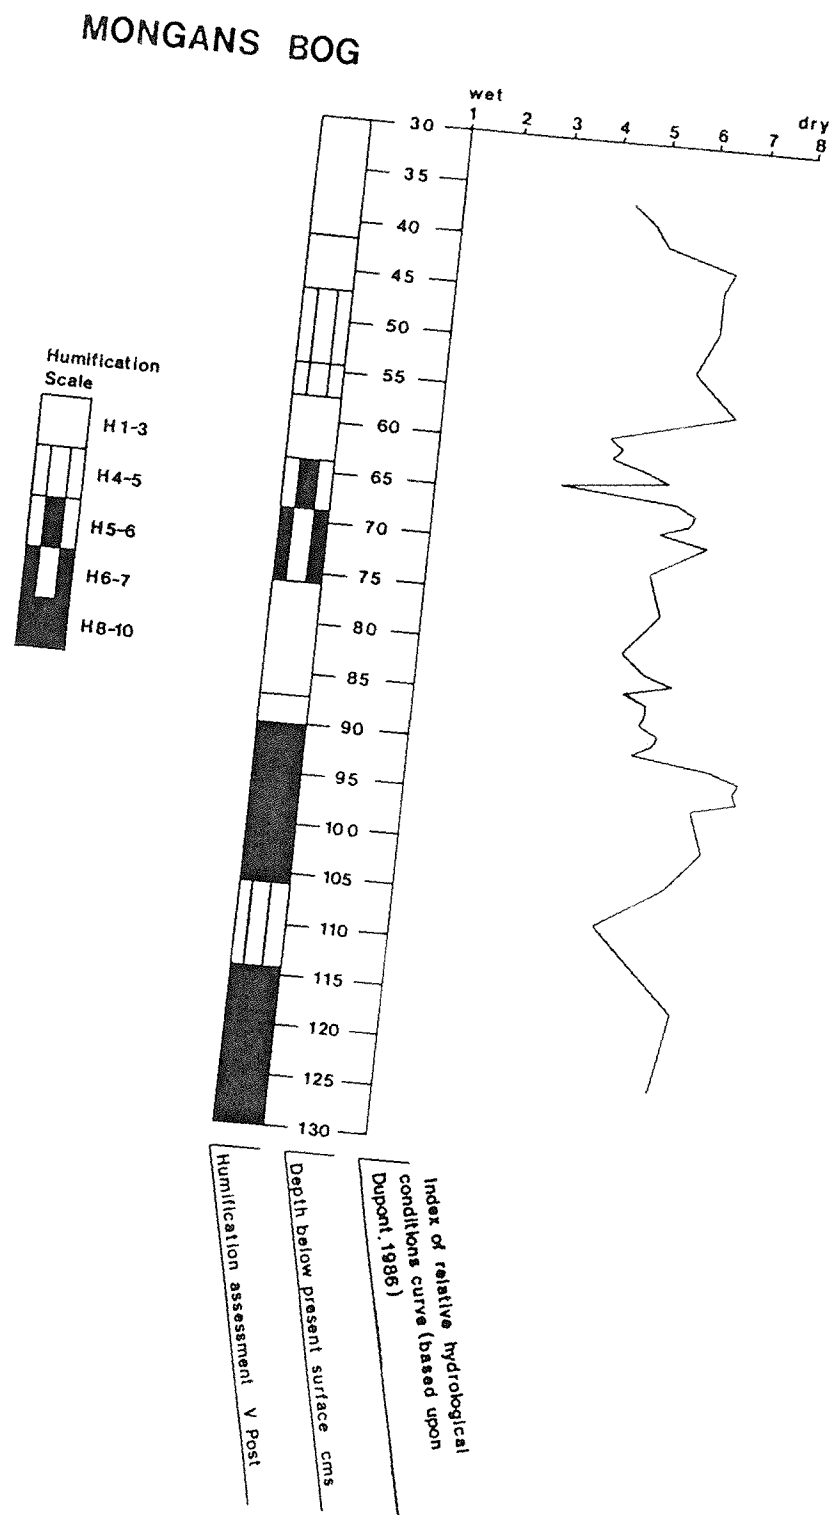 MONGANS BOG
wet
dry
1 2 3 4 5 6 7 8
30
35
40
45
50
55
60
65
70
75
80
85
90
95
100
105
110
115
120
125
130
Humification
Scale
H1-3
H4-5
H5-6
H6-7
H8-10
Humification assessment V Post
Depth below present surface cms
Index of relative hydrological
conditions curve (based upon
Dupont, 1986)